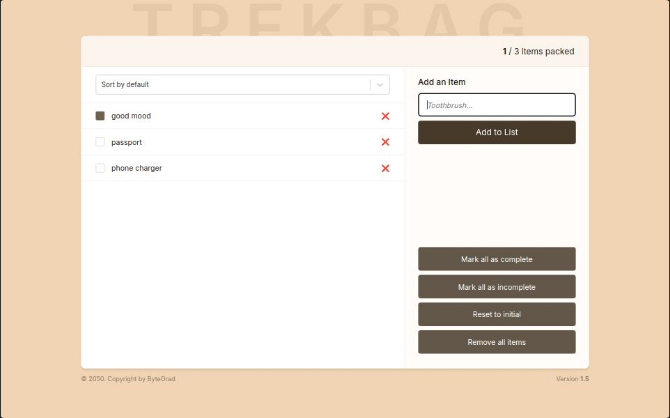 TREKBAG
1 / 3 items packed
Sort by default
good mood
passport
phone charger
Add an item
Toothbrush...
Add to List
Mark all as complete
Mark all as incomplete
Reset to initial
Remove all items
© 2050. Copyright by ByteGrad
Version 1.5